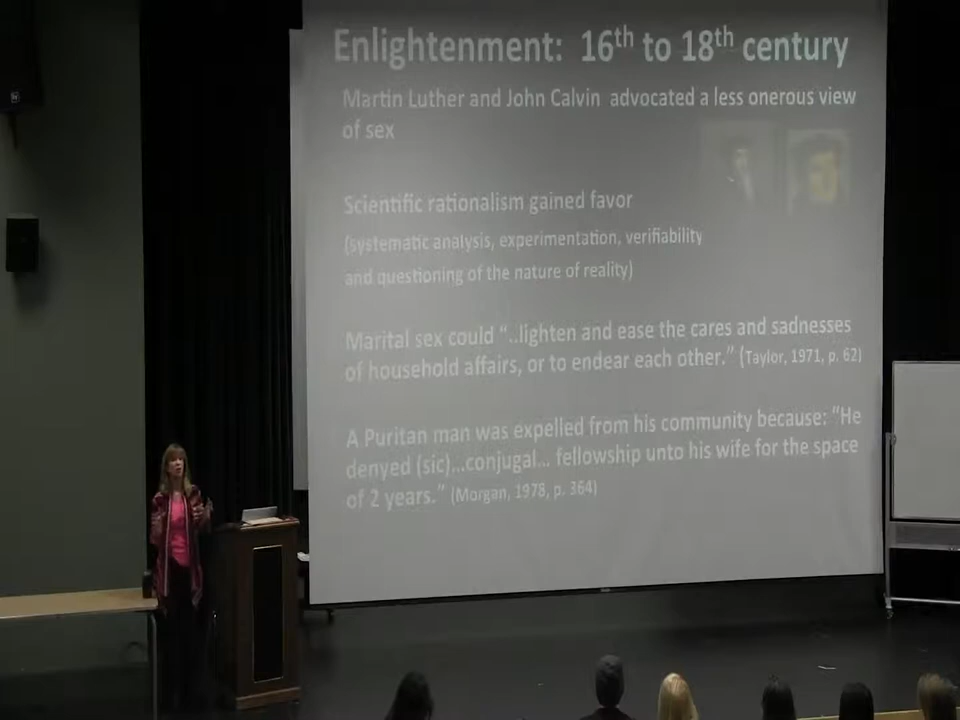 Enlightenment: 16th to 18th century
Martin Luther and John Calvin advocated a less onerous view
of sex
Scientific rationalism gained favor
(systematic analysis, experimentation, verifiability
and questioning of the nature of reality)
Marital sex could “..lighten and ease the cares and sadnesses
of household affairs, or to endear each other.” (Taylor, 1971, p. 62)
A Puritan man was expelled from his community because: “He
denyed (sic)...conjugal... fellowship unto his wife for the space
of 2 years.” (Morgan, 1978, p. 364)